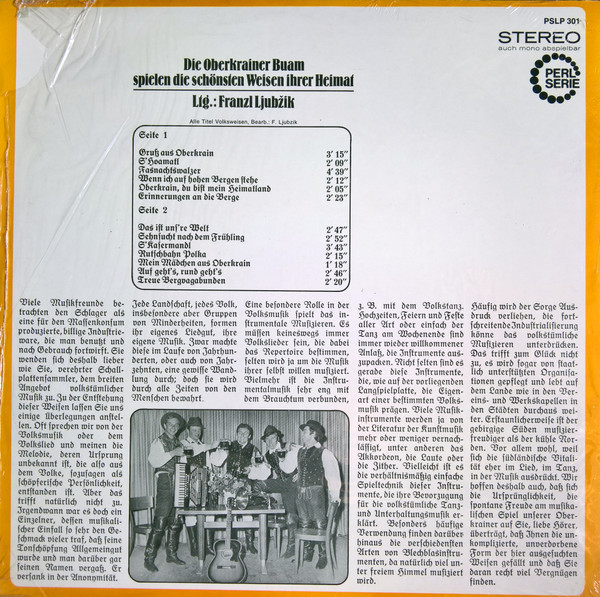 PSLP 301
STEREO
auch mono abspielbar
PERL
SERIE
Die Oberkrainer Buam
spielen die schönsten Weisen ihrer Heimat
Ltg.: Franzl Ljubžik
Alle Titel Volksweisen, Bearb.: F. Ljubzik
Seite 1
Gruß aus Oberkrain 3' 15"
S'Hoamatl 2' 09"
Fasnachtswalzer 4' 39"
Wenn ich auf hohen Bergen stehe 2' 12"
Oberkrain, du bist mein Heimatland 2' 05"
Erinnerungen an die Berge 2' 23"
Seite 2
Das ist uns're Welt 2' 47"
Sehnsucht nach dem Frühling 2' 52"
S'Kasermandl 3' 43"
Rutschbahn Polka 2' 15"
Mein Mädchen aus Oberkrain 1' 18"
Auf geht's, rund geht's 2' 46"
Treue Bergvagabunden 2' 20"
Viele Musikfreunde be-
trachten den Schlager als
eine für den Massenkonsum
produzierte, billige Industrie-
ware, die man benutzt und
nach Gebrauch fortwirft. Sie
wenden sich deshalb lieber
wie Sie, verehrter Schall-
plattensammler, dem breiten
Angebot volkstümlicher
Musik zu. Zu der Entstehung
dieser Weisen lassen Sie uns
einige Überlegungen anstel-
len. Oft sprechen wir von der
Volksmusik oder dem
Volkslied und meinen die
Melodie, deren Ursprung
unbekannt ist, die also aus
dem Volke, sozusagen als
schöpferische Persönlichkeit,
entstanden ist. Aber das
trifft natürlich nicht zu.
Irgendwann war es doch ein
Einzelner, dessen musikali-
scher Einfall so sehr den Ge-
schmack vieler traf, daß seine
Tonschöpfung Allgemeingut
wurde und man darüber gar
seinen Namen vergaß. Er
versank in der Anonymität.
Jede Landschaft, jedes Volk,
insbesondere aber Gruppen
von Minderheiten, formen
ihr eigenes Liedgut, ihre
eigene Musik. Zwar machte
diese im Laufe von Jahrhun-
derten, oder auch von Jahr-
zehnten, eine gewisse Wand-
lung durch; doch sie wird
durch alle Zeiten von den
Menschen bewahrt.
Eine besondere Rolle in der
Volksmusik spielt das in-
strumentale Musizieren. Es
müssen keineswegs immer
Volkslieder sein, die dabei
das Repertoire bestimmen,
selten wird ja um die Musik
ihrer selbst willen musiziert.
Vielmehr ist die Instru-
mentalmusik sehr eng mit
dem Brauchtum verbunden,
z. B. mit dem Volkstanz.
Hochzeiten, Feiern und Feste
aller Art oder einfach der
Tanz am Wochenende sind
immer wieder willkommener
Anlaß, die Instrumente aus-
zupacken. Nicht selten sind es
gerade diese Instrumente,
die, wie auf der vorliegenden
Langspielplatte, die Eigen-
art einer bestimmten Volks-
musik prägen. Viele Musik-
instrumente werden ja von
der Literatur der Kunstmusik
mehr oder weniger vernach-
lässigt, unter anderen das
Akkordeon, die Laute oder
die Zither. Vielleicht ist es
die verhältnismäßig einfache
Spieltechnik dieser Instru-
mente, die ihre Bevorzugung
für die volkstümliche Tanz-
und Unterhaltungsmusik er-
klärt. Besonders häufige
Verwendung finden darüber
hinaus die verschiedensten
Arten von Blechblasinstru-
menten, da natürlich viel un-
ter freiem Himmel musiziert
wird.
Häufig wird der Sorge Aus-
druck verliehen, die fort-
schreitende Industrialisierung
könne das volkstümliche
Musizieren unterdrücken.
Das trifft zum Glück nicht
zu, es wird sogar von staat-
lich unterstützten Organisa-
tionen gepflegt und lebt auf
dem Lande wie in den Ver-
eins- und Werkskapellen in
den Städten durchaus wei-
ter. Erstaunlicherweise ist der
gebirgige Süden musizier-
freudiger als der kühle Nor-
den. Vor allem wohl, weil
sich die südländische Vitali-
tät eher im Lied, im Tanz,
in der Musik ausdrückt. Wir
hoffen deshalb auch, daß sich
die Ursprünglichkeit, die
spontane Freude am musika-
lischen Spiel unserer Ober-
krainer auf Sie, liebe Hörer,
überträgt, daß Ihnen die un-
komplizierte, unverdorbene
Form der hier ausgesuchten
Weisen gefällt und daß Sie
daran recht viel Vergnügen
finden.